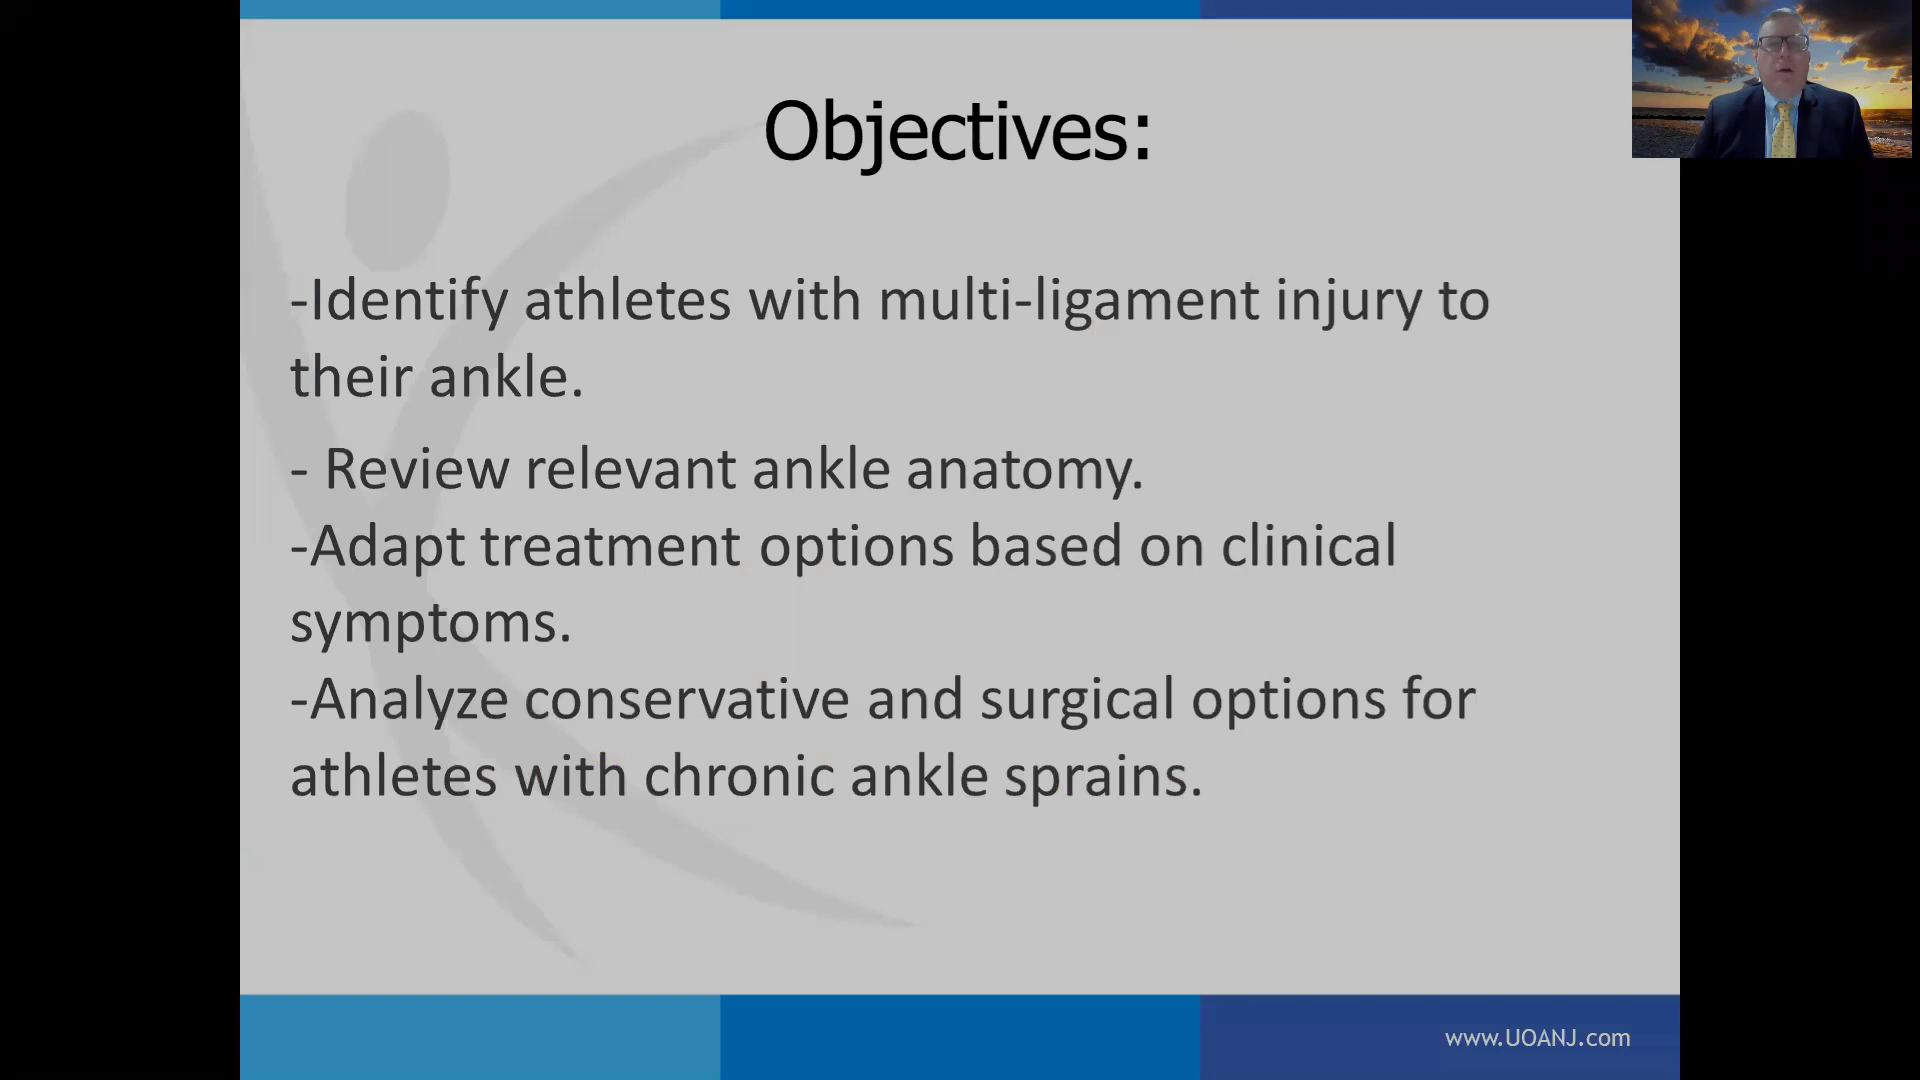 Objectives:
-Identify athletes with multi-ligament injury to
their ankle.
- Review relevant ankle anatomy.
-Adapt treatment options based on clinical
symptoms.
-Analyze conservative and surgical options for
athletes with chronic ankle sprains.
www.UOANJ.com